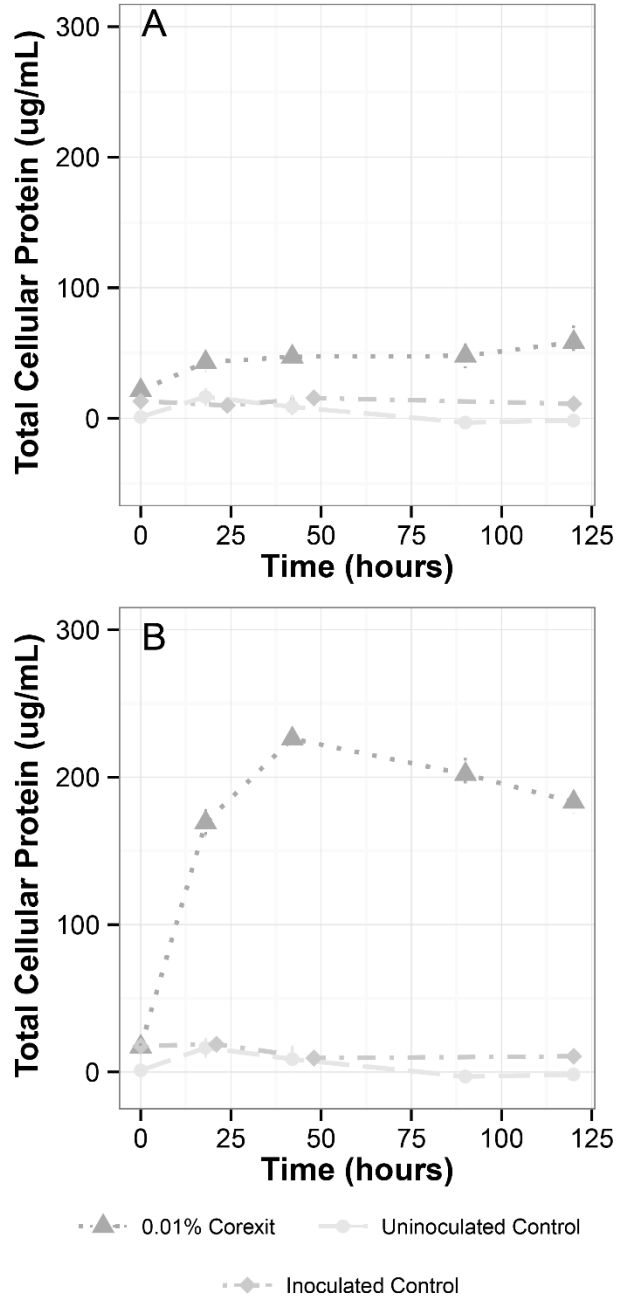 A
Total Cellular Protein (ug/mL)
300
200
100
0
0 25 50 75 100 125
Time (hours)
B
Total Cellular Protein (ug/mL)
300
200
100
0
0 25 50 75 100 125
Time (hours)
0.01% Corexit Uninoculated Control
Inoculated Control